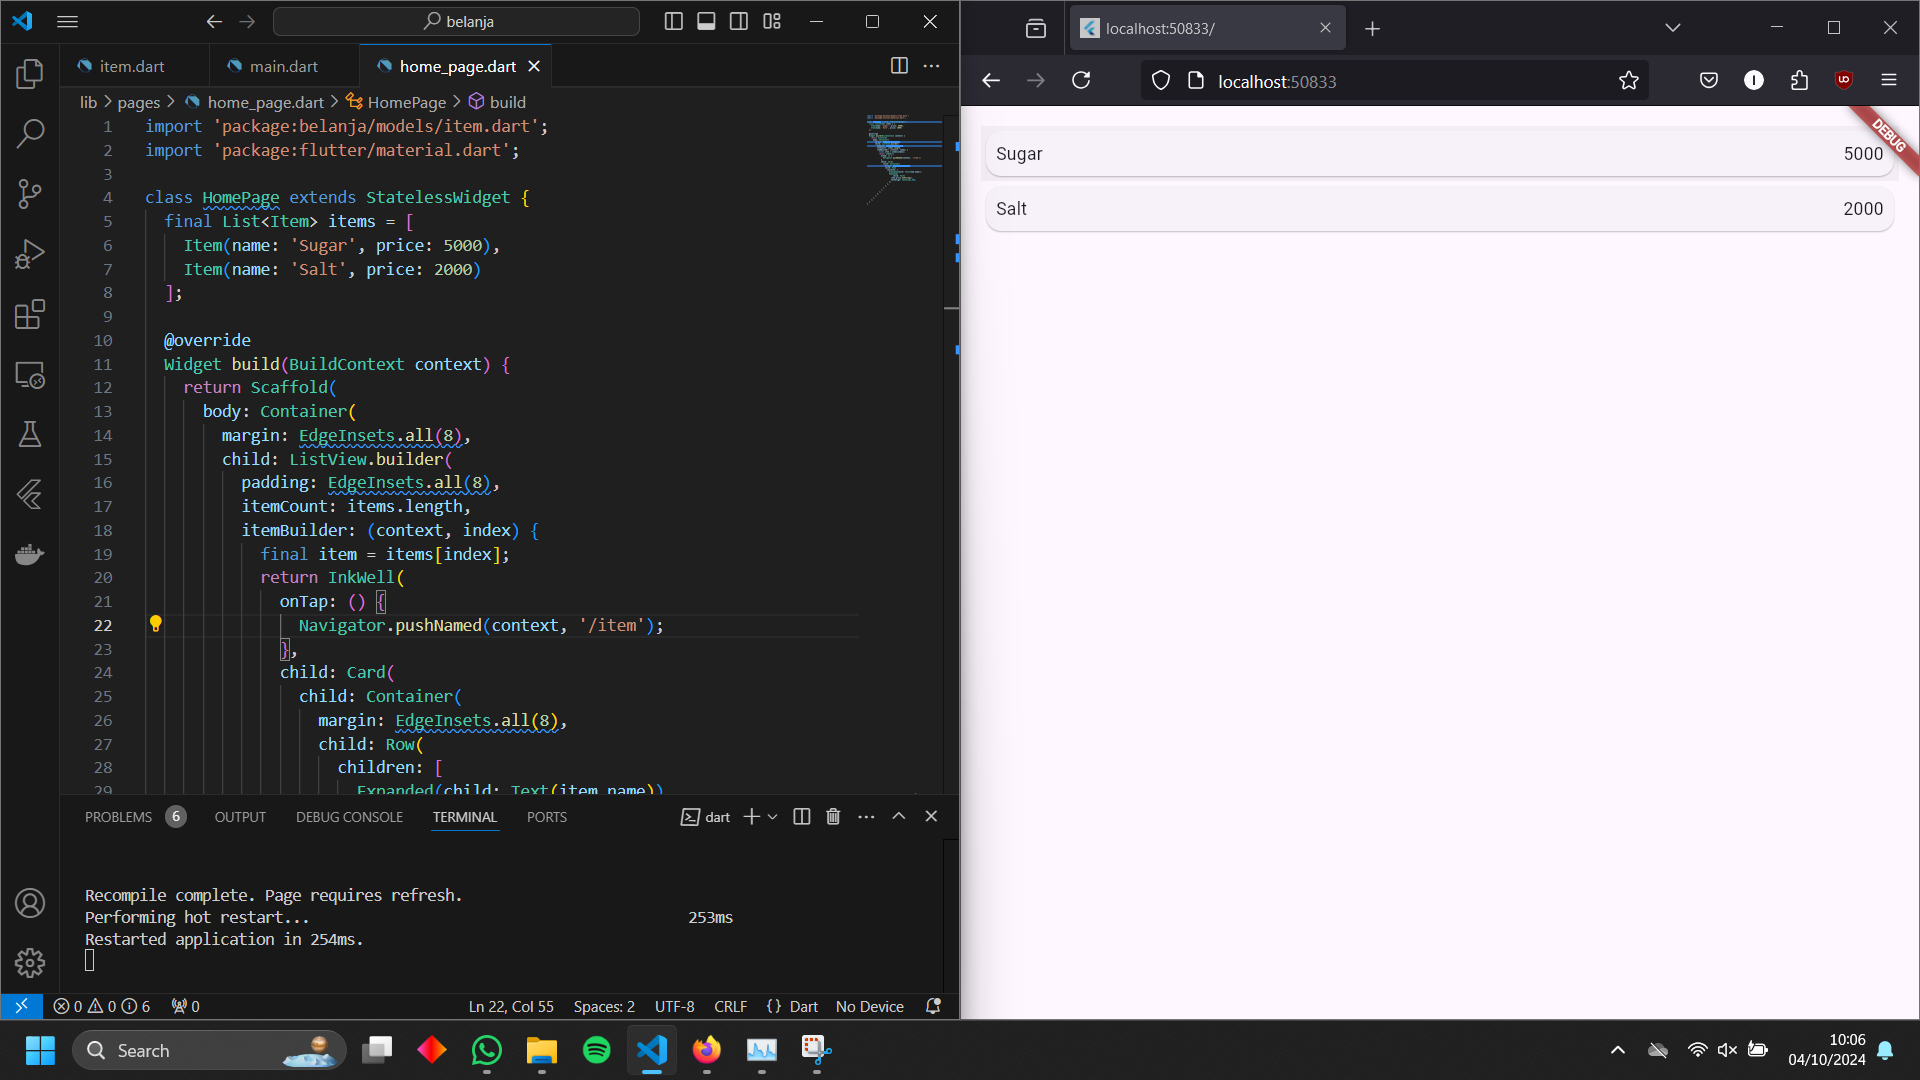 belanja
item.dart
main.dart
home_page.dart
lib > pages > home_page.dart > HomePage > build
1 import 'package:belanja/models/item.dart';
2 import 'package:flutter/material.dart';
3
4 class HomePage extends StatelessWidget {
5 final List<Item> items = [
6 Item(name: 'Sugar', price: 5000),
7 Item(name: 'Salt', price: 2000)
8 ];
9
10 @override
11 Widget build(BuildContext context) {
12 return Scaffold(
13 body: Container(
14 margin: EdgeInsets.all(8),
15 child: ListView.builder(
16 padding: EdgeInsets.all(8),
17 itemCount: items.length,
18 itemBuilder: (context, index) {
19 final item = items[index];
20 return InkWell(
21 onTap: () {
22 Navigator.pushNamed(context, '/item');
23 },
24 child: Card(
25 child: Container(
26 margin: EdgeInsets.all(8),
27 child: Row(
28 children: [
29 Expanded(child: Text(item.name))
PROBLEMS 6 OUTPUT DEBUG CONSOLE TERMINAL PORTS
dart
Recompile complete. Page requires refresh.
Performing hot restart... 253ms
Restarted application in 254ms.
0 0 6 0
Ln 22, Col 55 Spaces: 2 UTF-8 CRLF {} Dart No Device
localhost:50833/
localhost:50833
DEBUG
Sugar 5000
Salt 2000
Search
10:06
04/10/2024